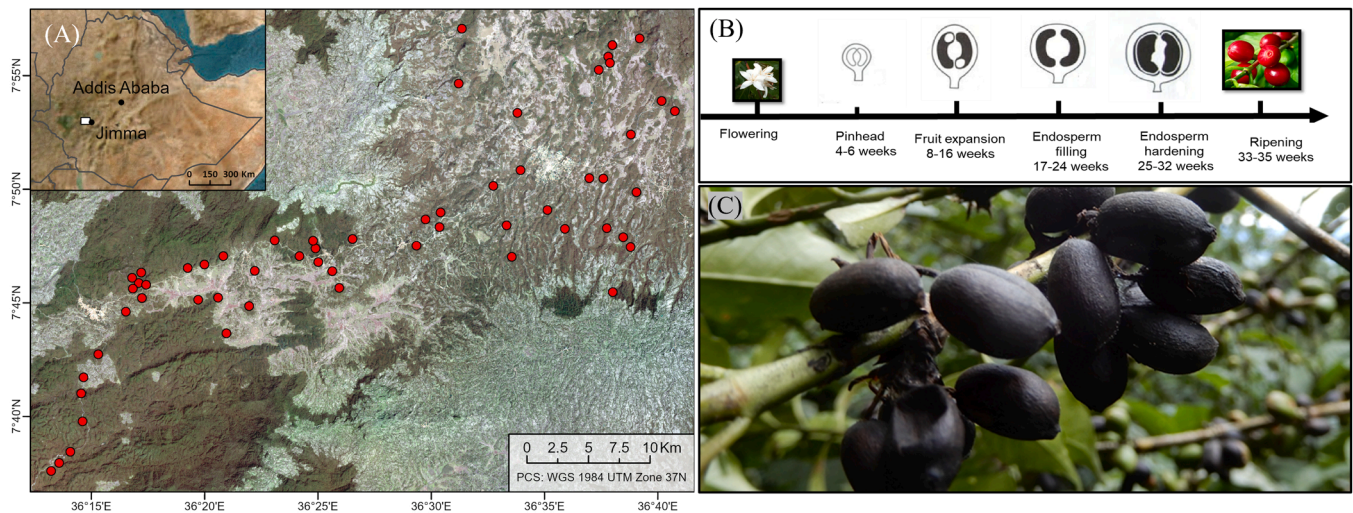 (A)
Addis Ababa
Jimma
0 150 300 Km
7°55'N
7°50'N
7°45'N
7°40'N
0 2.5 5 7.5 10 Km
PCS: WGS 1984 UTM Zone 37N
36°15'E 36°20'E 36°25'E 36°30'E 36°35'E 36°40'E
(B)
Flowering
Pinhead
4-6 weeks
Fruit expansion
8-16 weeks
Endosperm
filling
17-24 weeks
Endosperm
hardening
25-32 weeks
Ripening
33-35 weeks
(C)